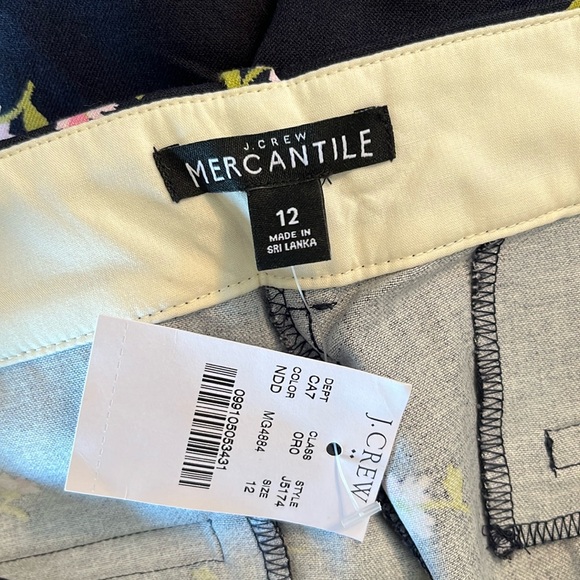 J.CREW
MERCANTILE
12
MADE IN
SRI LANKA
J.CREW
DEPT CLASS STYLE
CA7 ORO J5174
COLOR SIZE
NDD MG4884 12
099105053431